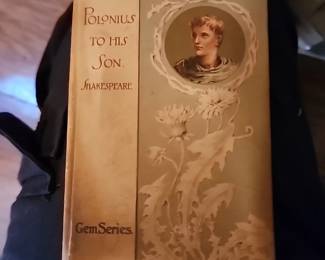 POLONIUS
TO HIS
SON
SHAKESPEARE
Gem Series.